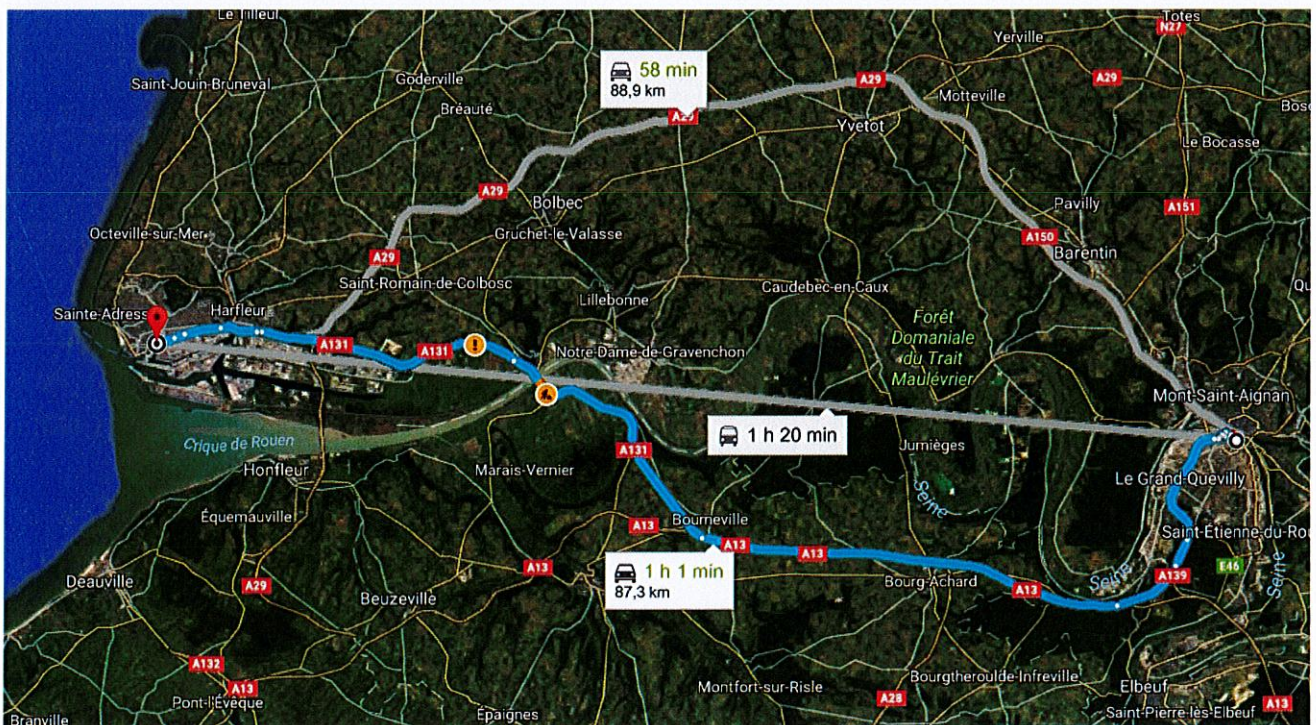 Le Tilleul
Totes
N27
Yerville
Saint-Jouin-Bruneval
Goderville
58 min
88,9 km
A29
A29
Motteville
Bréauté
A29
Yvetot
Le Bocasse
A29
Bolbec
Pavilly
A151
Octeville-sur-Mer
Gruchet-le-Valasse
A150
Barentin
A29
Saint-Romain-de-Colbosc
Lillebonne
Caudebec-en-Caux
Sainte-Adress
Harfleur
Forêt
Domaniale
du Trait
Maulévrier
A131
A131
Notre-Dame-de-Gravenchon
Mont-Saint-Aignan
1 h 20 min
Crique de Rouen
Jumièges
A131
Honfleur
Marais-Vernier
Le Grand-Quevilly
Seine
Équemauville
A13
Bourneville
Saint-Étienne-du-Rou
A13
A13
A13
1 h 1 min
87,3 km
Deauville
A29
Beuzeville
Bourg-Achard
Seine
A139
E46
Seine
A13
A132
A13
Pont-l'Évêque
Montfort-sur-Risle
A28
Bourgtheroulde-Infreville
Elbeuf
A13
Saint-Pierre-lès-Elbeuf
Branville
Épaignes